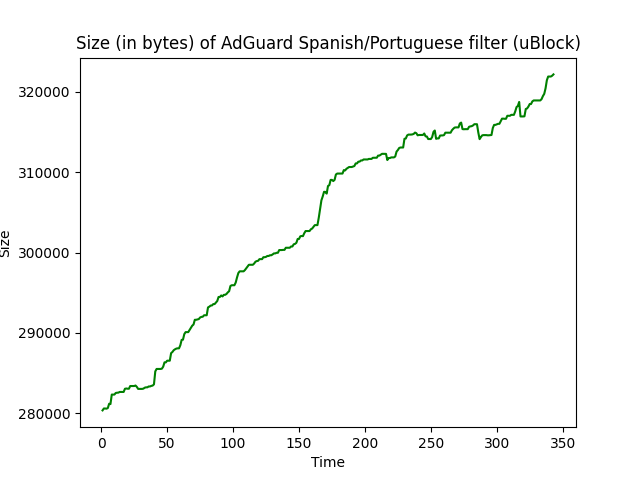 Size (in bytes) of AdGuard Spanish/Portuguese filter (uBlock)
320000
310000
300000
290000
280000
Size
0 50 100 150 200 250 300 350
Time